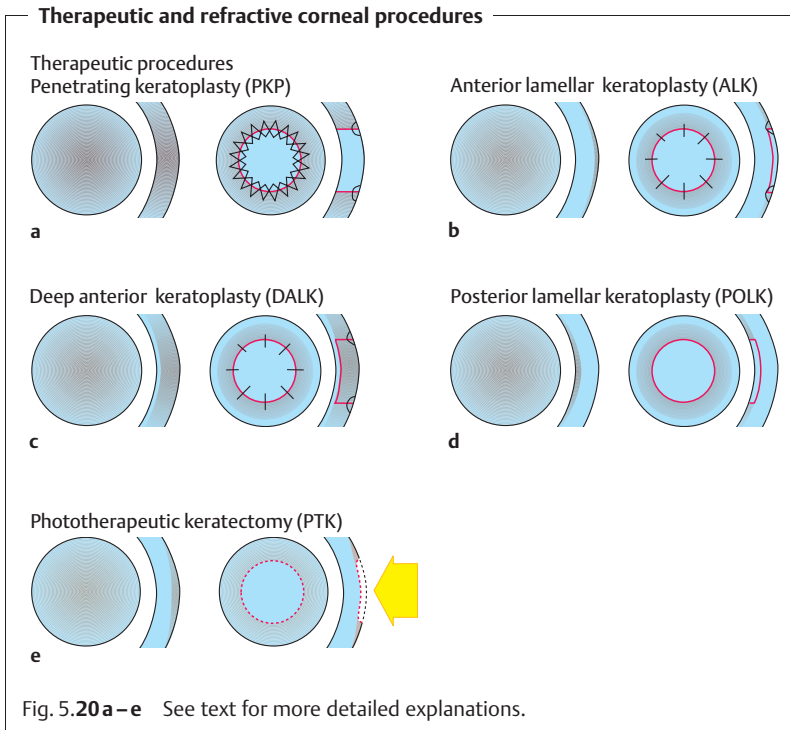 Therapeutic and refractive corneal procedures
Therapeutic procedures
Penetrating keratoplasty (PKP)
a
Anterior lamellar keratoplasty (ALK)
b
Deep anterior keratoplasty (DALK)
c
Posterior lamellar keratoplasty (POLK)
d
Phototherapeutic keratectomy (PTK)
e
Fig. 5.20 a – e See text for more detailed explanations.